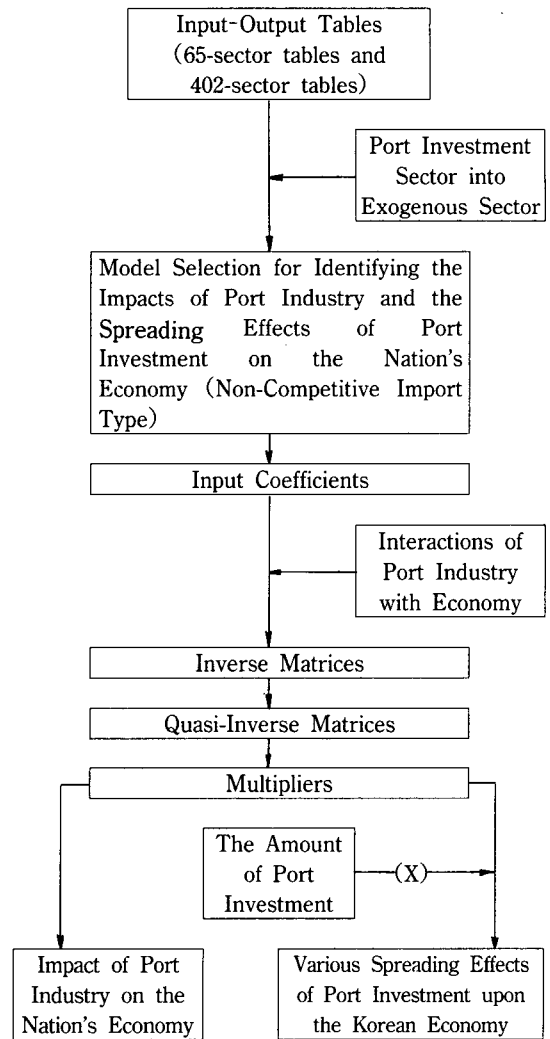 Input-Output Tables
(65-sector tables and
402-sector tables)
Port Investment
Sector into
Exogenous Sector
Model Selection for Identifying the
Impacts of Port Industry and the
Spreading Effects of Port
Investment on the Nation's
Economy (Non-Competitive Import
Type)
Input Coefficients
Interactions of
Port Industry
with Economy
Inverse Matrices
Quasi-Inverse Matrices
Multipliers
The Amount
of Port
Investment
(X)
Impact of Port
Industry on the
Nation's Economy
Various Spreading Effects
of Port Investment upon
the Korean Economy